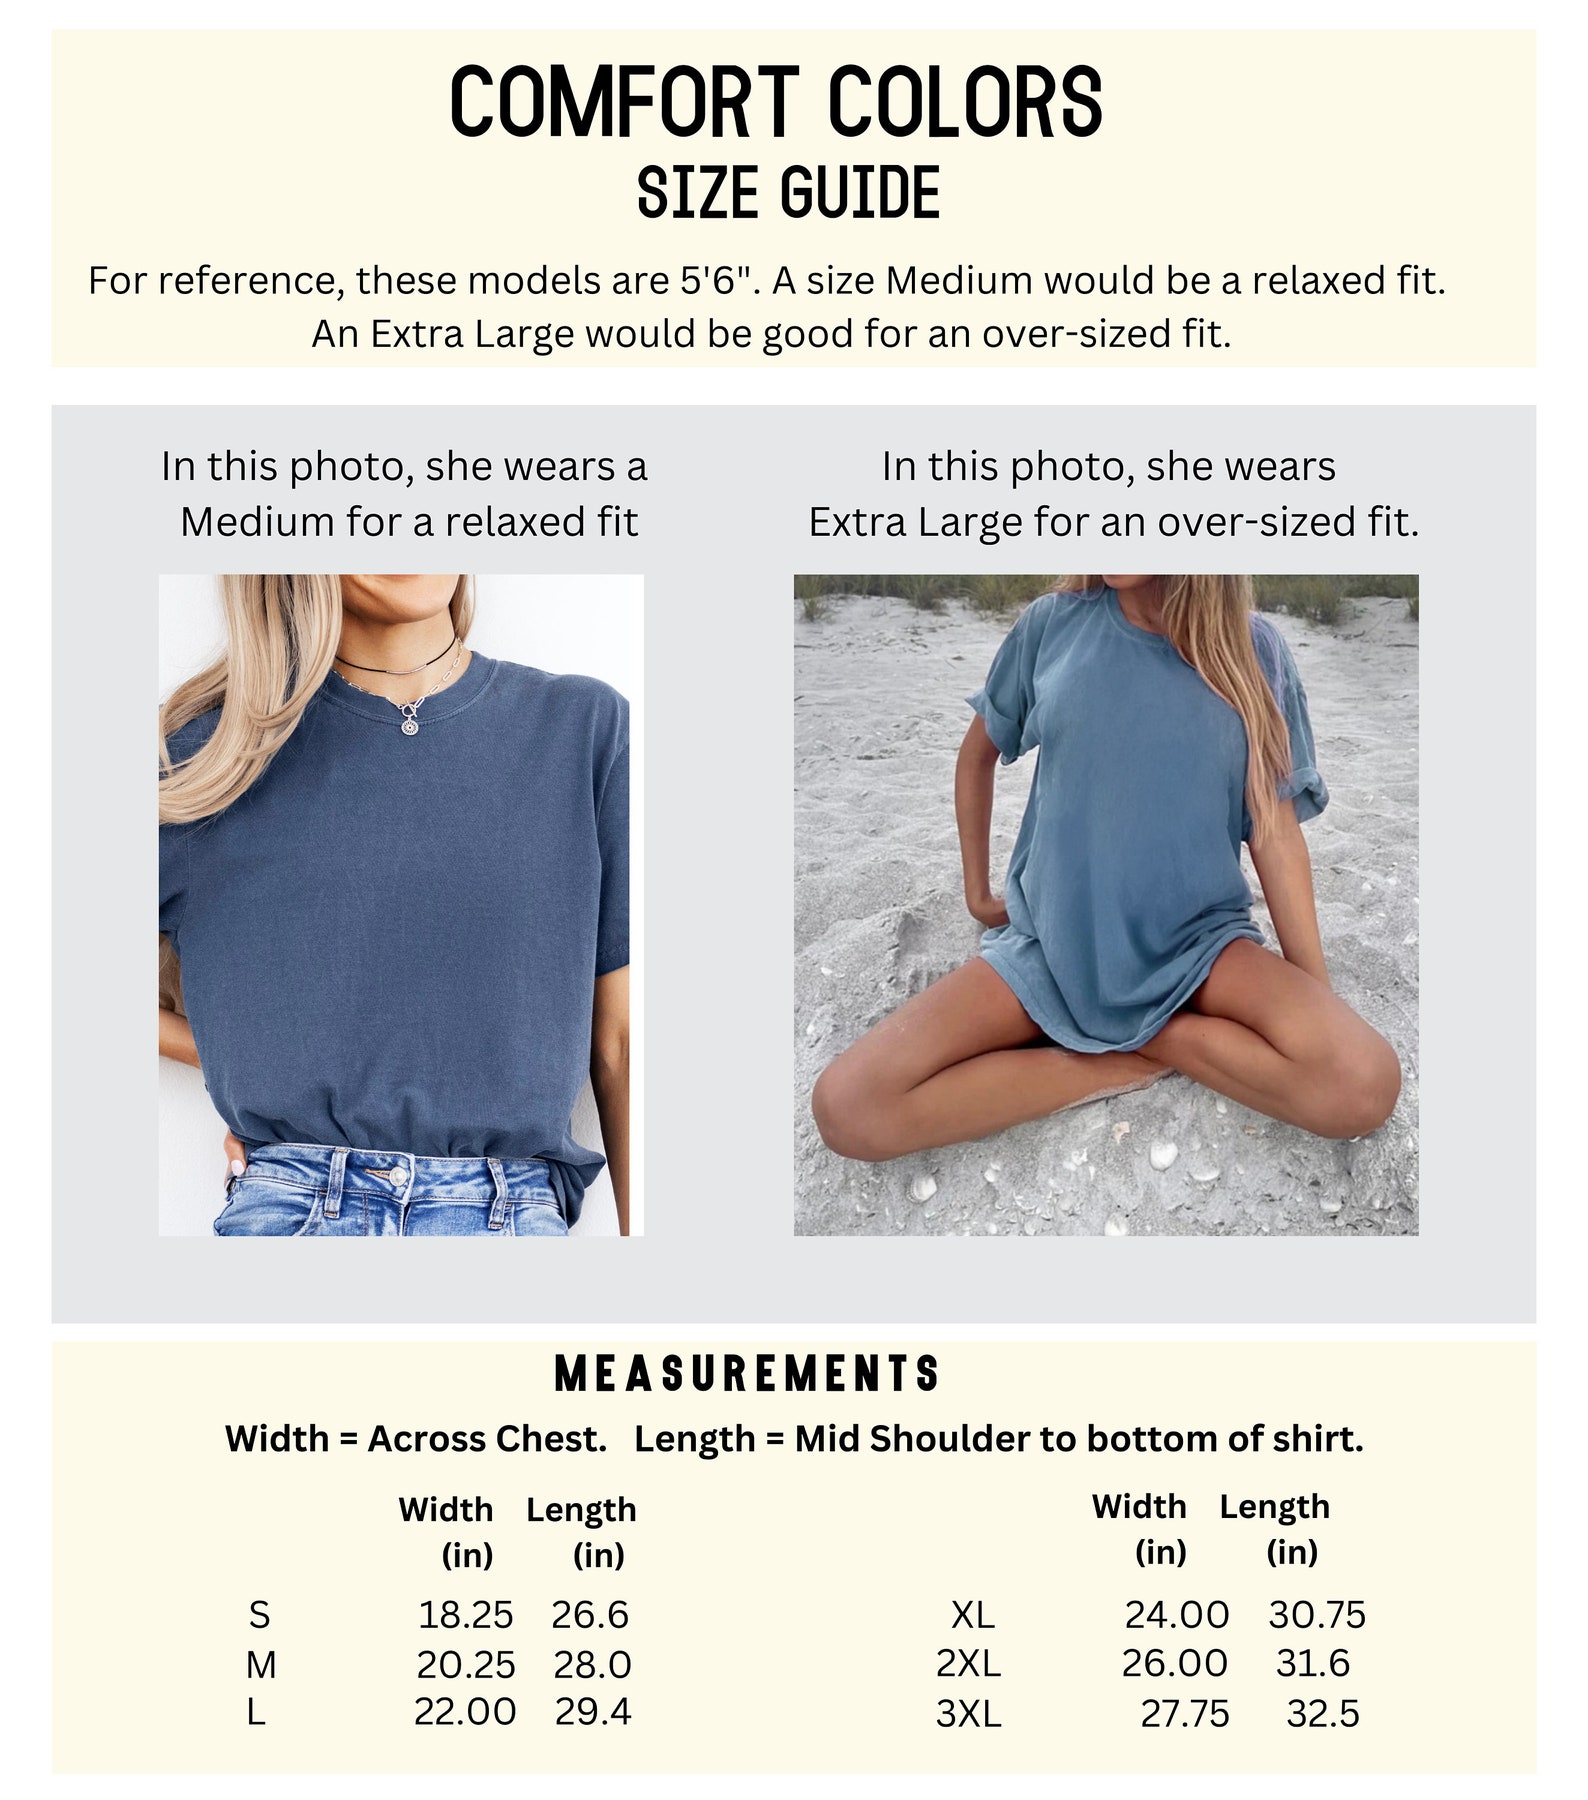 COMFORT COLORS
SIZE GUIDE
For reference, these models are 5'6". A size Medium would be a relaxed fit.
An Extra Large would be good for an over-sized fit.
In this photo, she wears a
Medium for a relaxed fit
In this photo, she wears
Extra Large for an over-sized fit.
MEASUREMENTS
Width = Across Chest. Length = Mid Shoulder to bottom of shirt.
Width Length
(in) (in)
S 18.25 26.6
M 20.25 28.0
L 22.00 29.4
Width Length
(in) (in)
XL 24.00 30.75
2XL 26.00 31.6
3XL 27.75 32.5